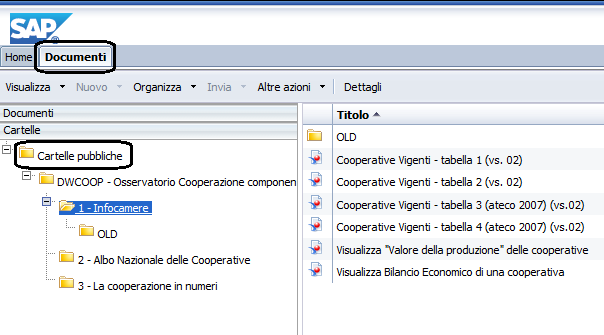 SAP®
Home Documenti
Visualizza Nuovo Organizza Invia Altre azioni Dettagli
Documenti
Cartelle
Cartelle pubbliche
DWCOOP - Osservatorio Cooperazione componen
1 - Infocamere
OLD
2 - Albo Nazionale delle Cooperative
3 - La cooperazione in numeri
Titolo
OLD
Cooperative Vigenti - tabella 1 (vs. 02)
Cooperative Vigenti - tabella 2 (vs. 02)
Cooperative Vigenti - tabella 3 (ateco 2007) (vs.02)
Cooperative Vigenti - tabella 4 (ateco 2007) (vs.02)
Visualizza "Valore della produzione" delle cooperative
Visualizza Bilancio Economico di una cooperativa